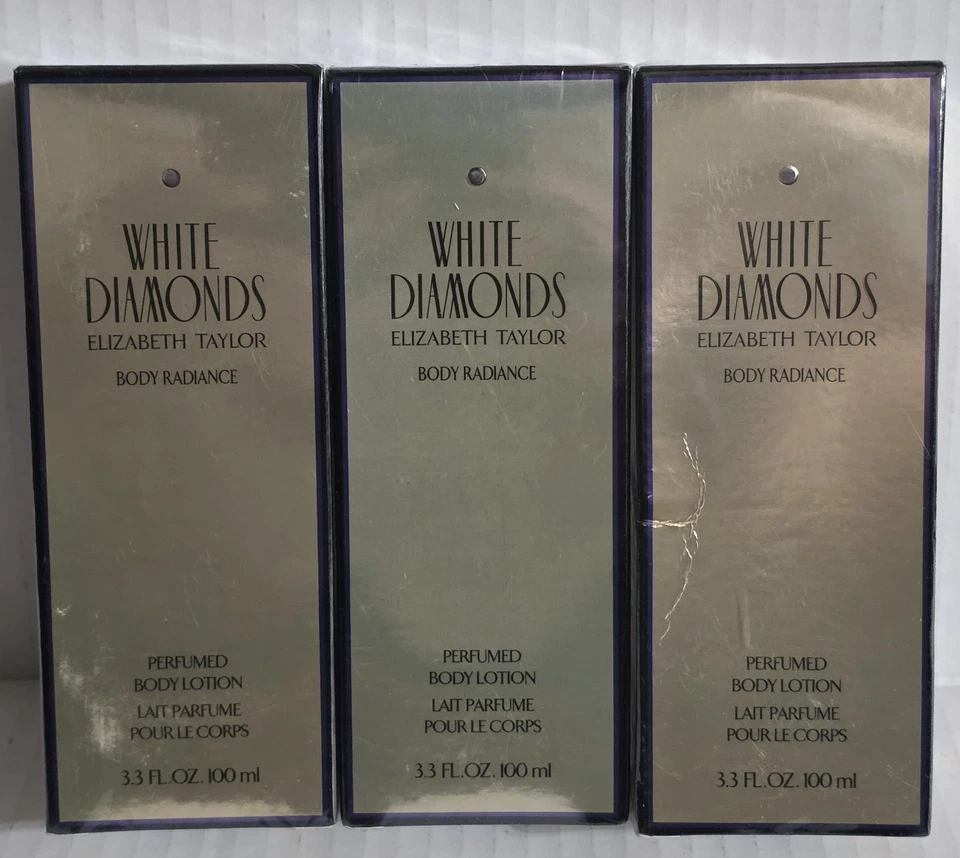 WHITE
DIAMONDS
ELIZABETH TAYLOR
BODY RADIANCE
PERFUMED
BODY LOTION
LAIT PARFUME
POUR LE CORPS
3.3 FL.OZ. 100 ml
WHITE
DIAMONDS
ELIZABETH TAYLOR
BODY RADIANCE
PERFUMED
BODY LOTION
LAIT PARFUME
POUR LE CORPS
3.3 FL.OZ. 100 ml
WHITE
DIAMONDS
ELIZABETH TAYLOR
BODY RADIANCE
PERFUMED
BODY LOTION
LAIT PARFUME
POUR LE CORPS
3.3 FL.OZ. 100 ml